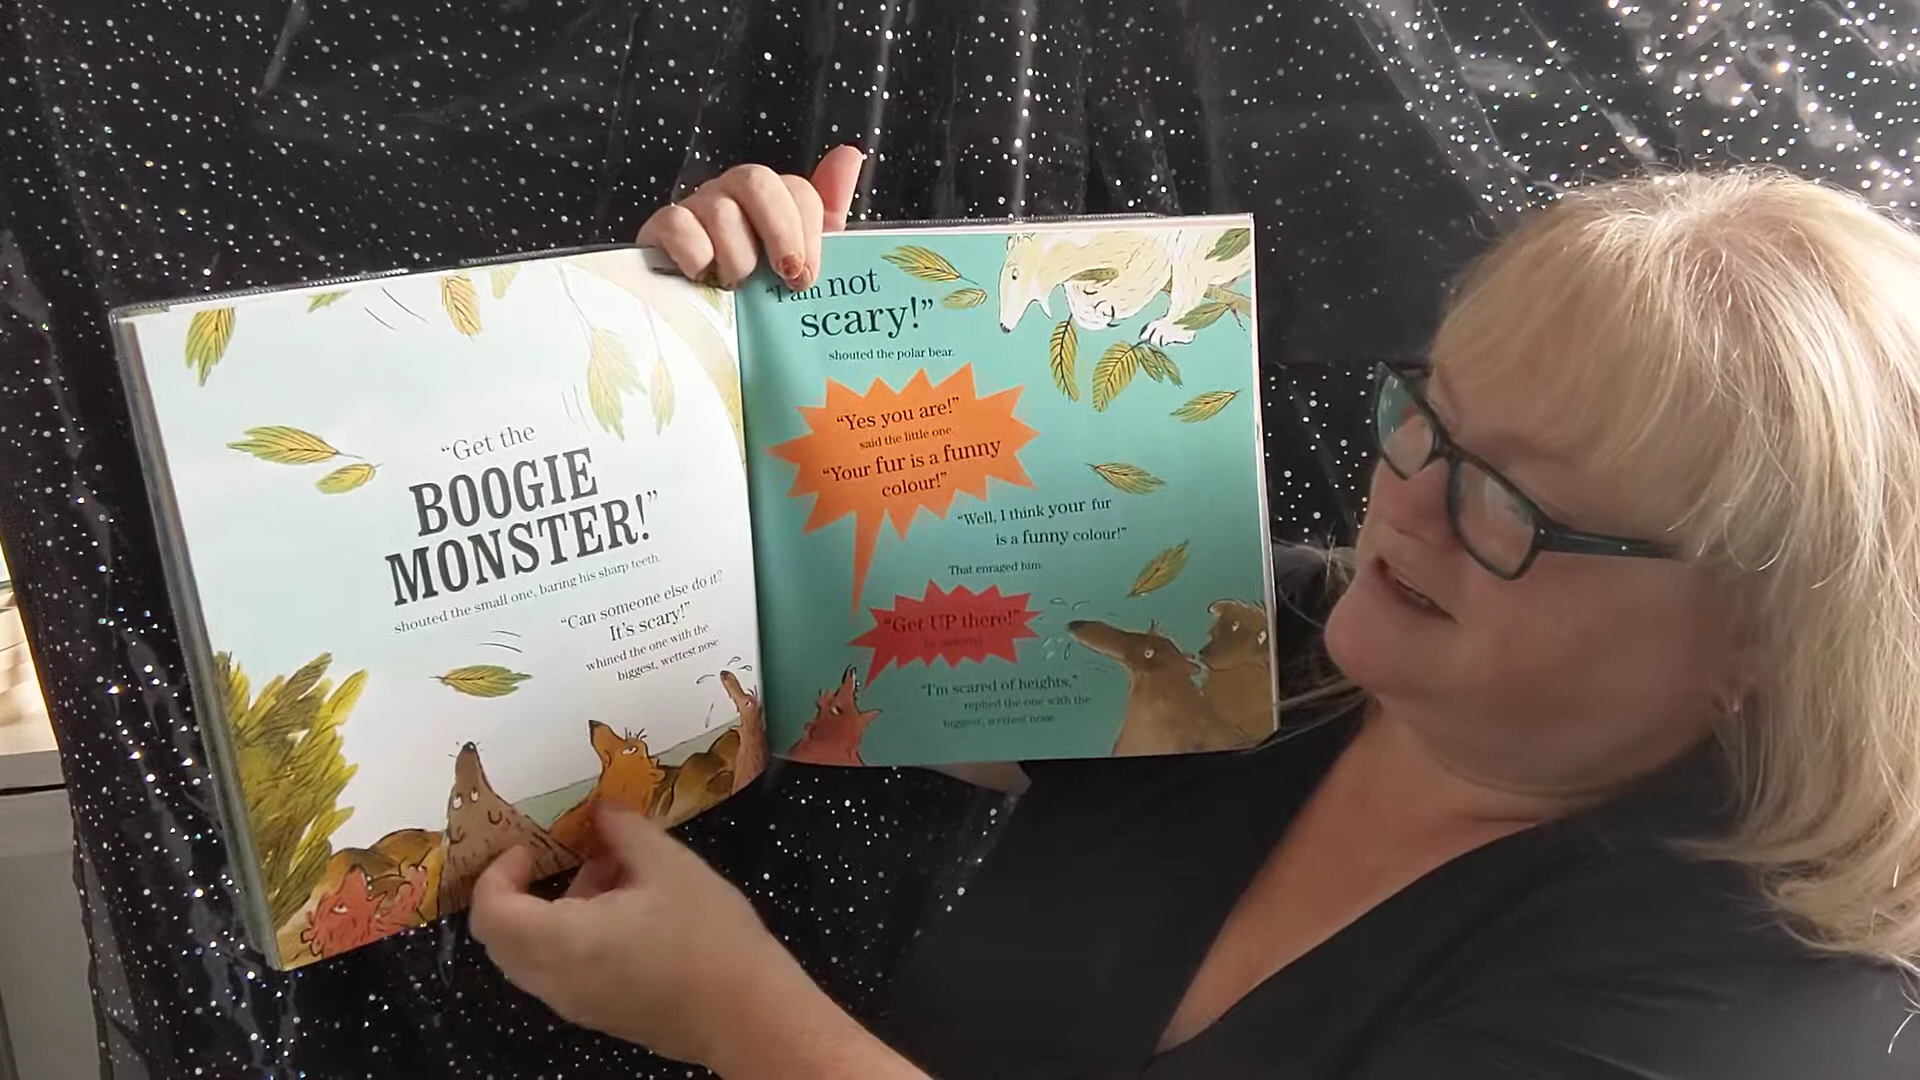 “Get the
BOOGIE
MONSTER!”
shouted the small one, baring his sharp teeth.
“Can someone else do it?
It’s scary!”
whined the one with the
biggest, wettest nose.
“I am not
scary!”
shouted the polar bear.
“Yes you are!”
said the little one.
“Your fur is a funny
colour!”
“Well, I think your fur
is a funny colour!”
That enraged him.
“Get UP there!”
“I’m scared of heights,”
replied the one with the
biggest, wettest nose.